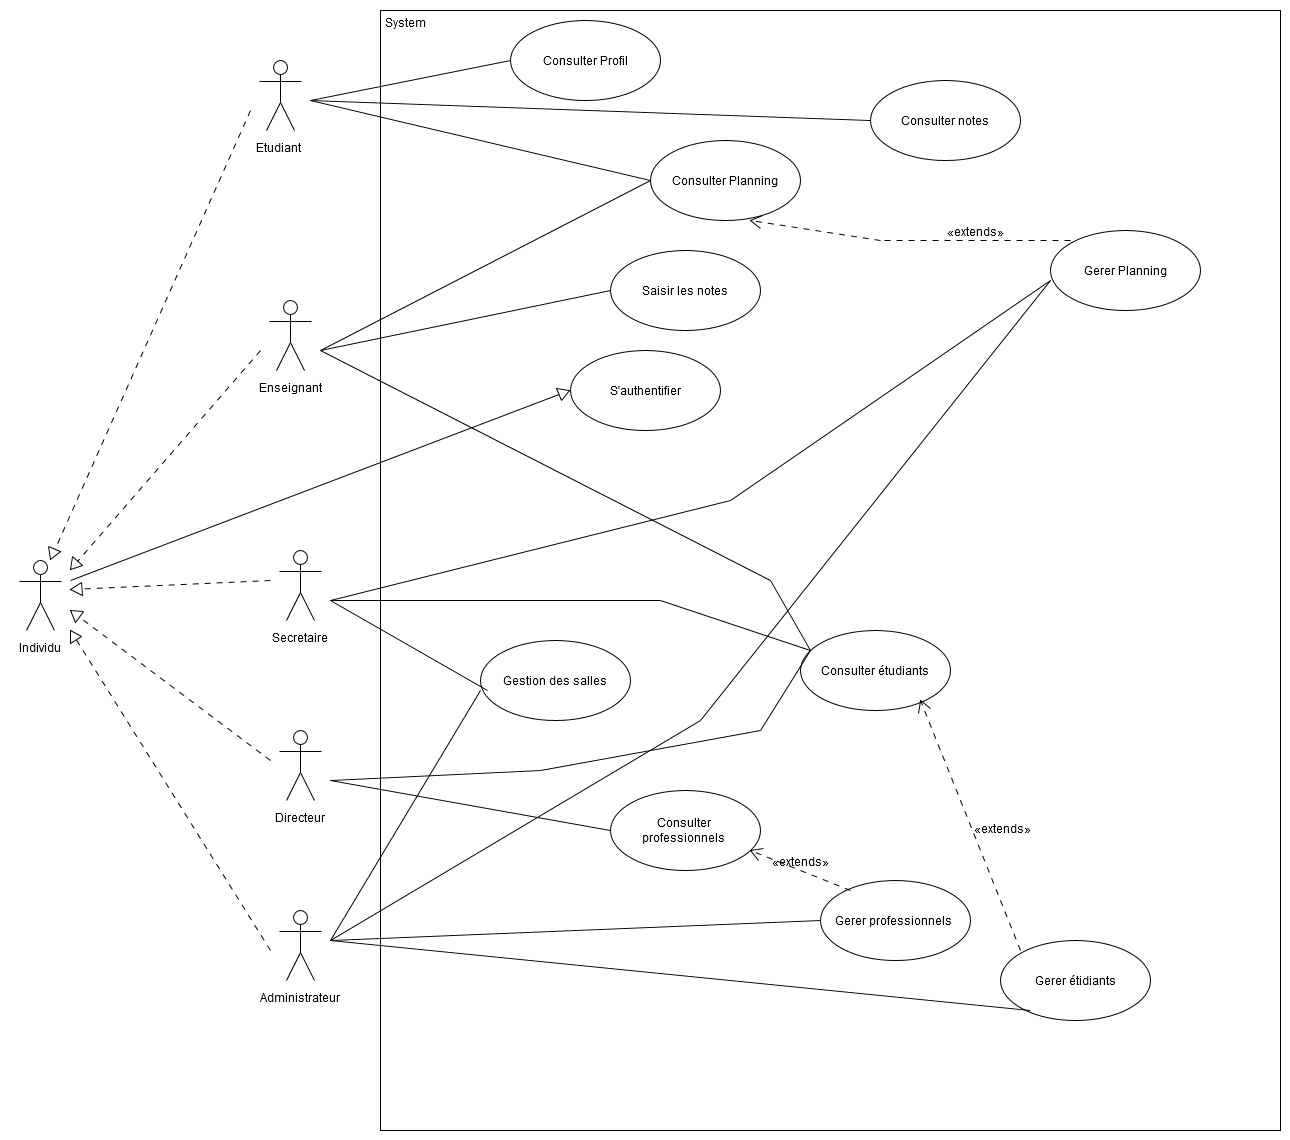 System
Consulter Profil
Consulter notes
Etudiant
Consulter Planning
«extends»
Gerer Planning
Saisir les notes
Enseignant
S'authentifier
Secretaire
Individu
Consulter étudiants
Gestion des salles
Directeur
Consulter
professionnels
«extends»
«extends»
Gerer professionnels
Gerer étidiants
Administrateur